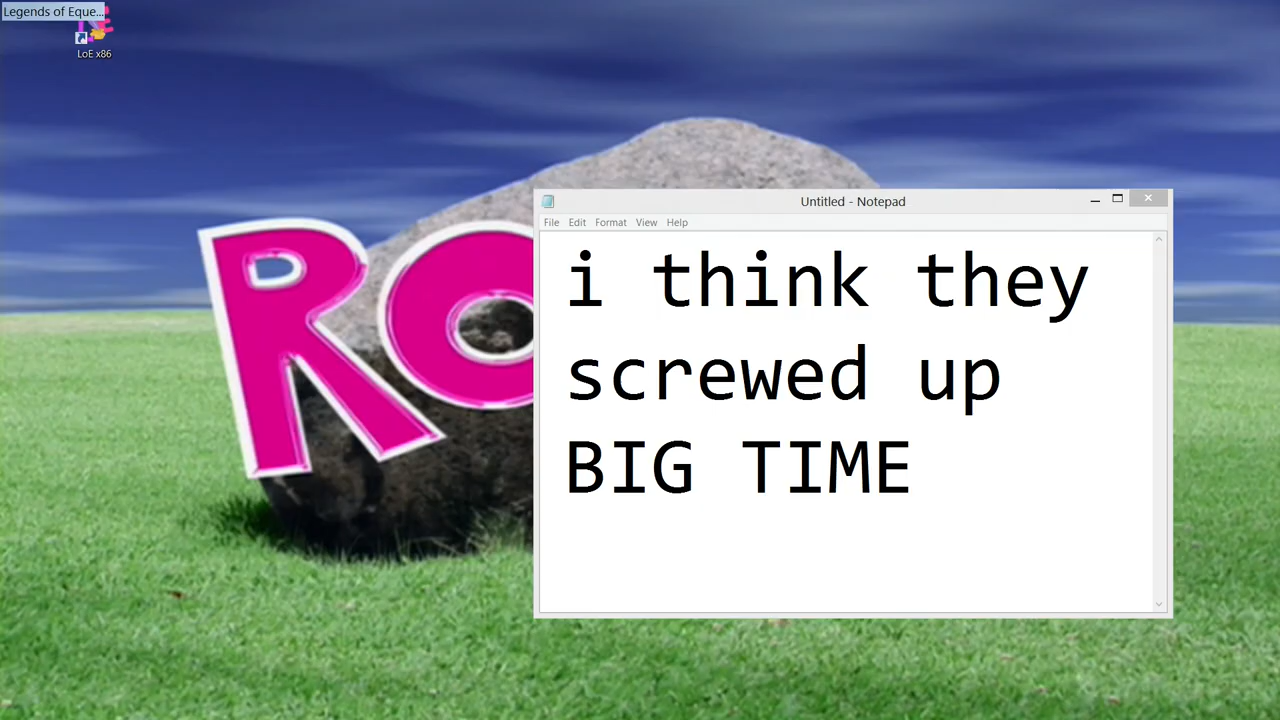 Legends of Eque...
LoE x86
Untitled - Notepad
File Edit Format View Help
i think they
screwed up
BIG TIME
RO